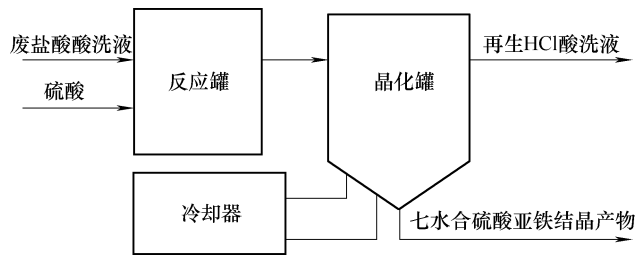 废盐酸酸洗液
硫酸
反应罐
晶化罐
再生HCl酸洗液
冷却器
七水合硫酸亚铁结晶产物